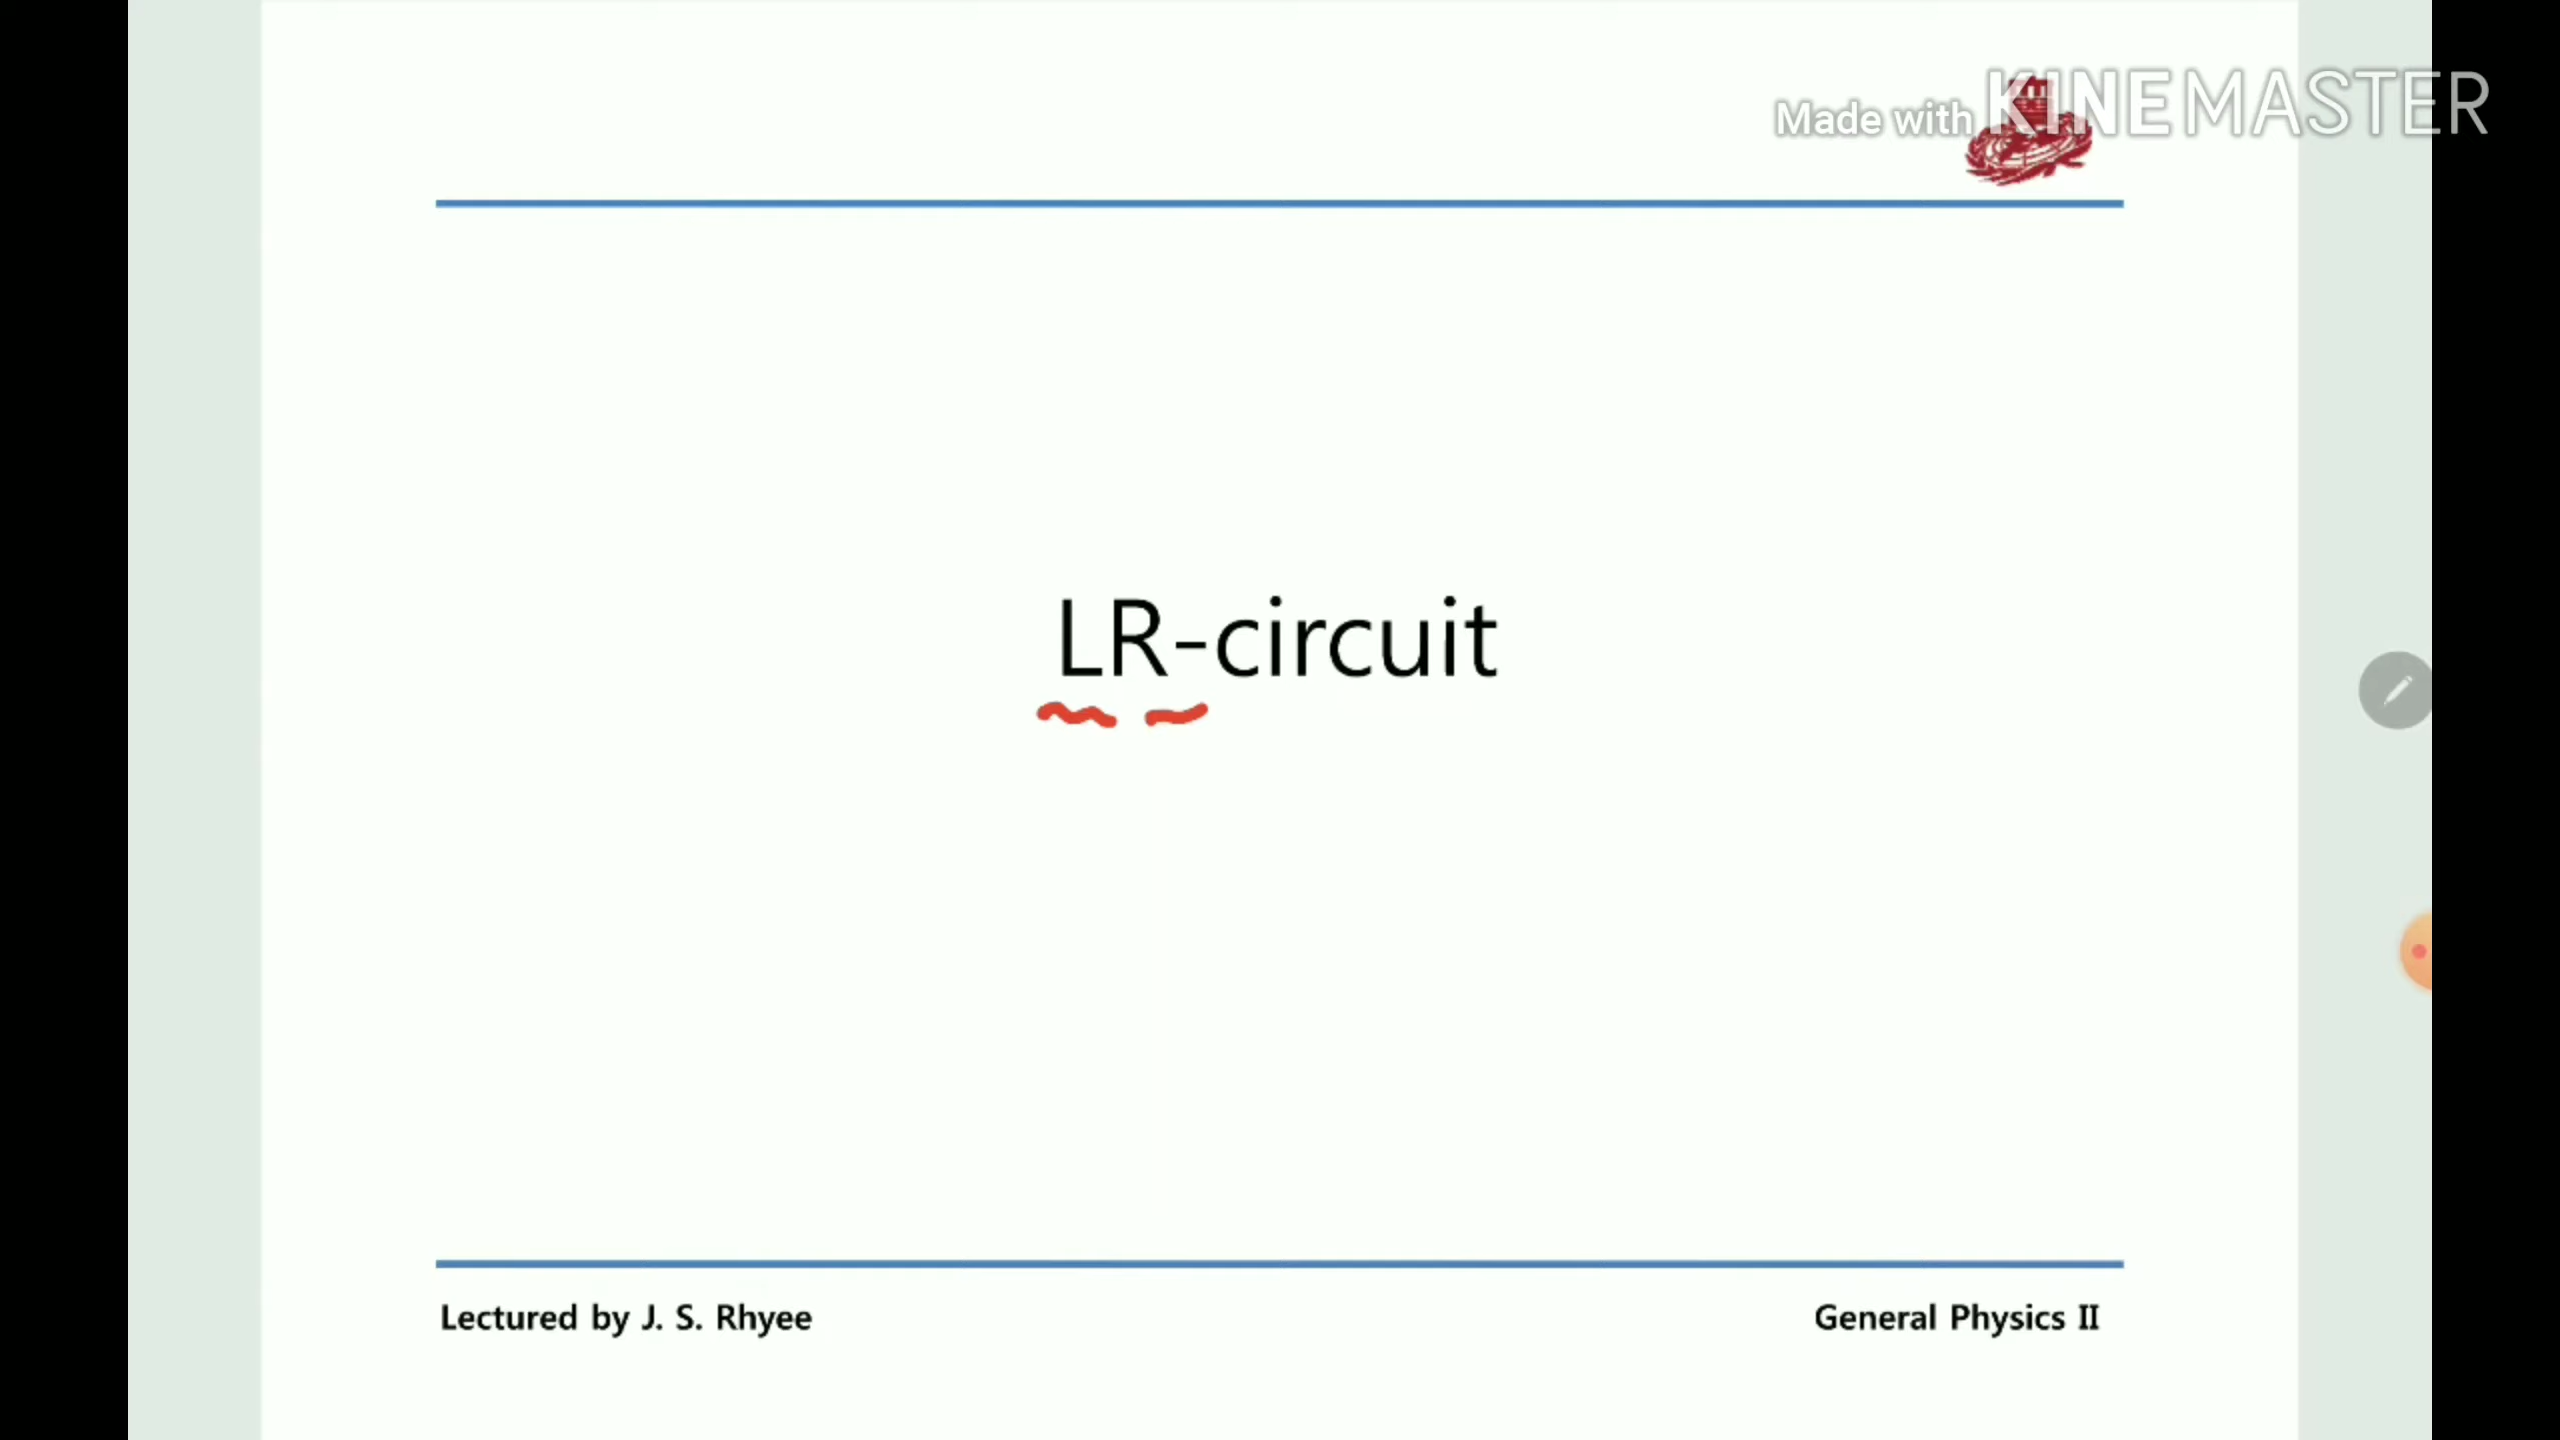 Made with KINEMASTER
LR-circuit
Lectured by J. S. Rhyee
General Physics II